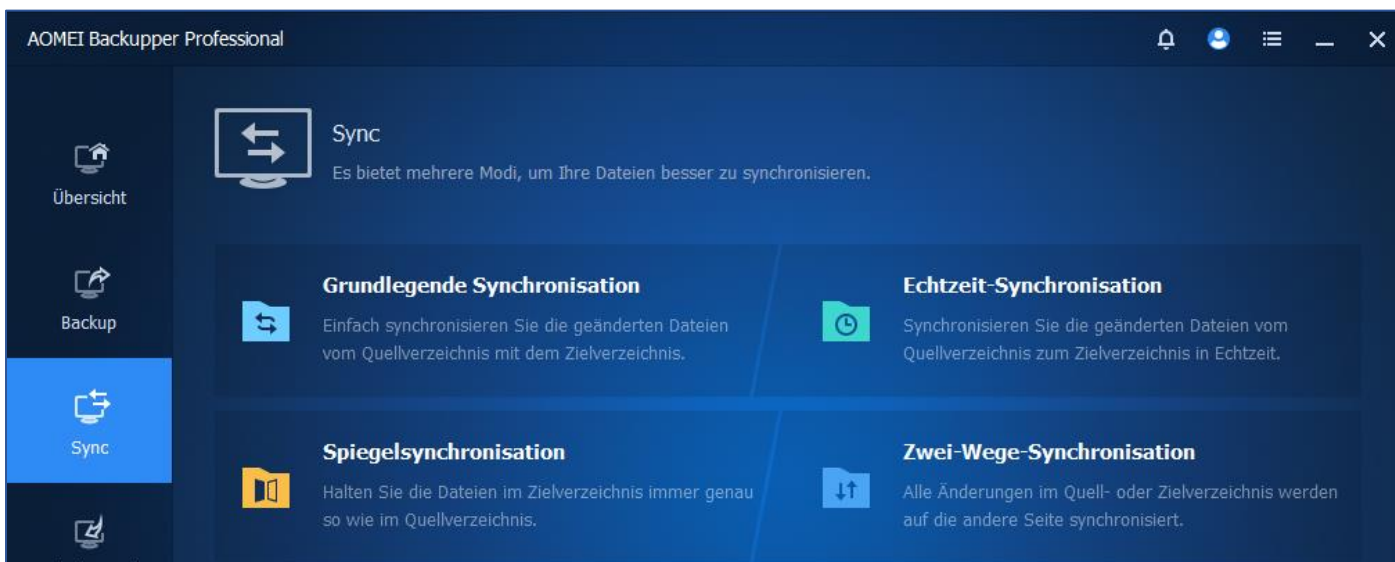 AOMEI Backupper Professional
Übersicht
Backup
Sync
Sync
Es bietet mehrere Modi, um Ihre Dateien besser zu synchronisieren.
Grundlegende Synchronisation
Einfach synchronisieren Sie die geänderten Dateien
vom Quellverzeichnis mit dem Zielverzeichnis.
Echtzeit-Synchronisation
Synchronisieren Sie die geänderten Dateien vom
Quellverzeichnis zum Zielverzeichnis in Echtzeit.
Spiegelsynchronisation
Halten Sie die Dateien im Zielverzeichnis immer genau
so wie im Quellverzeichnis.
Zwei-Wege-Synchronisation
Alle Änderungen im Quell- oder Zielverzeichnis werden
auf die andere Seite synchronisiert.